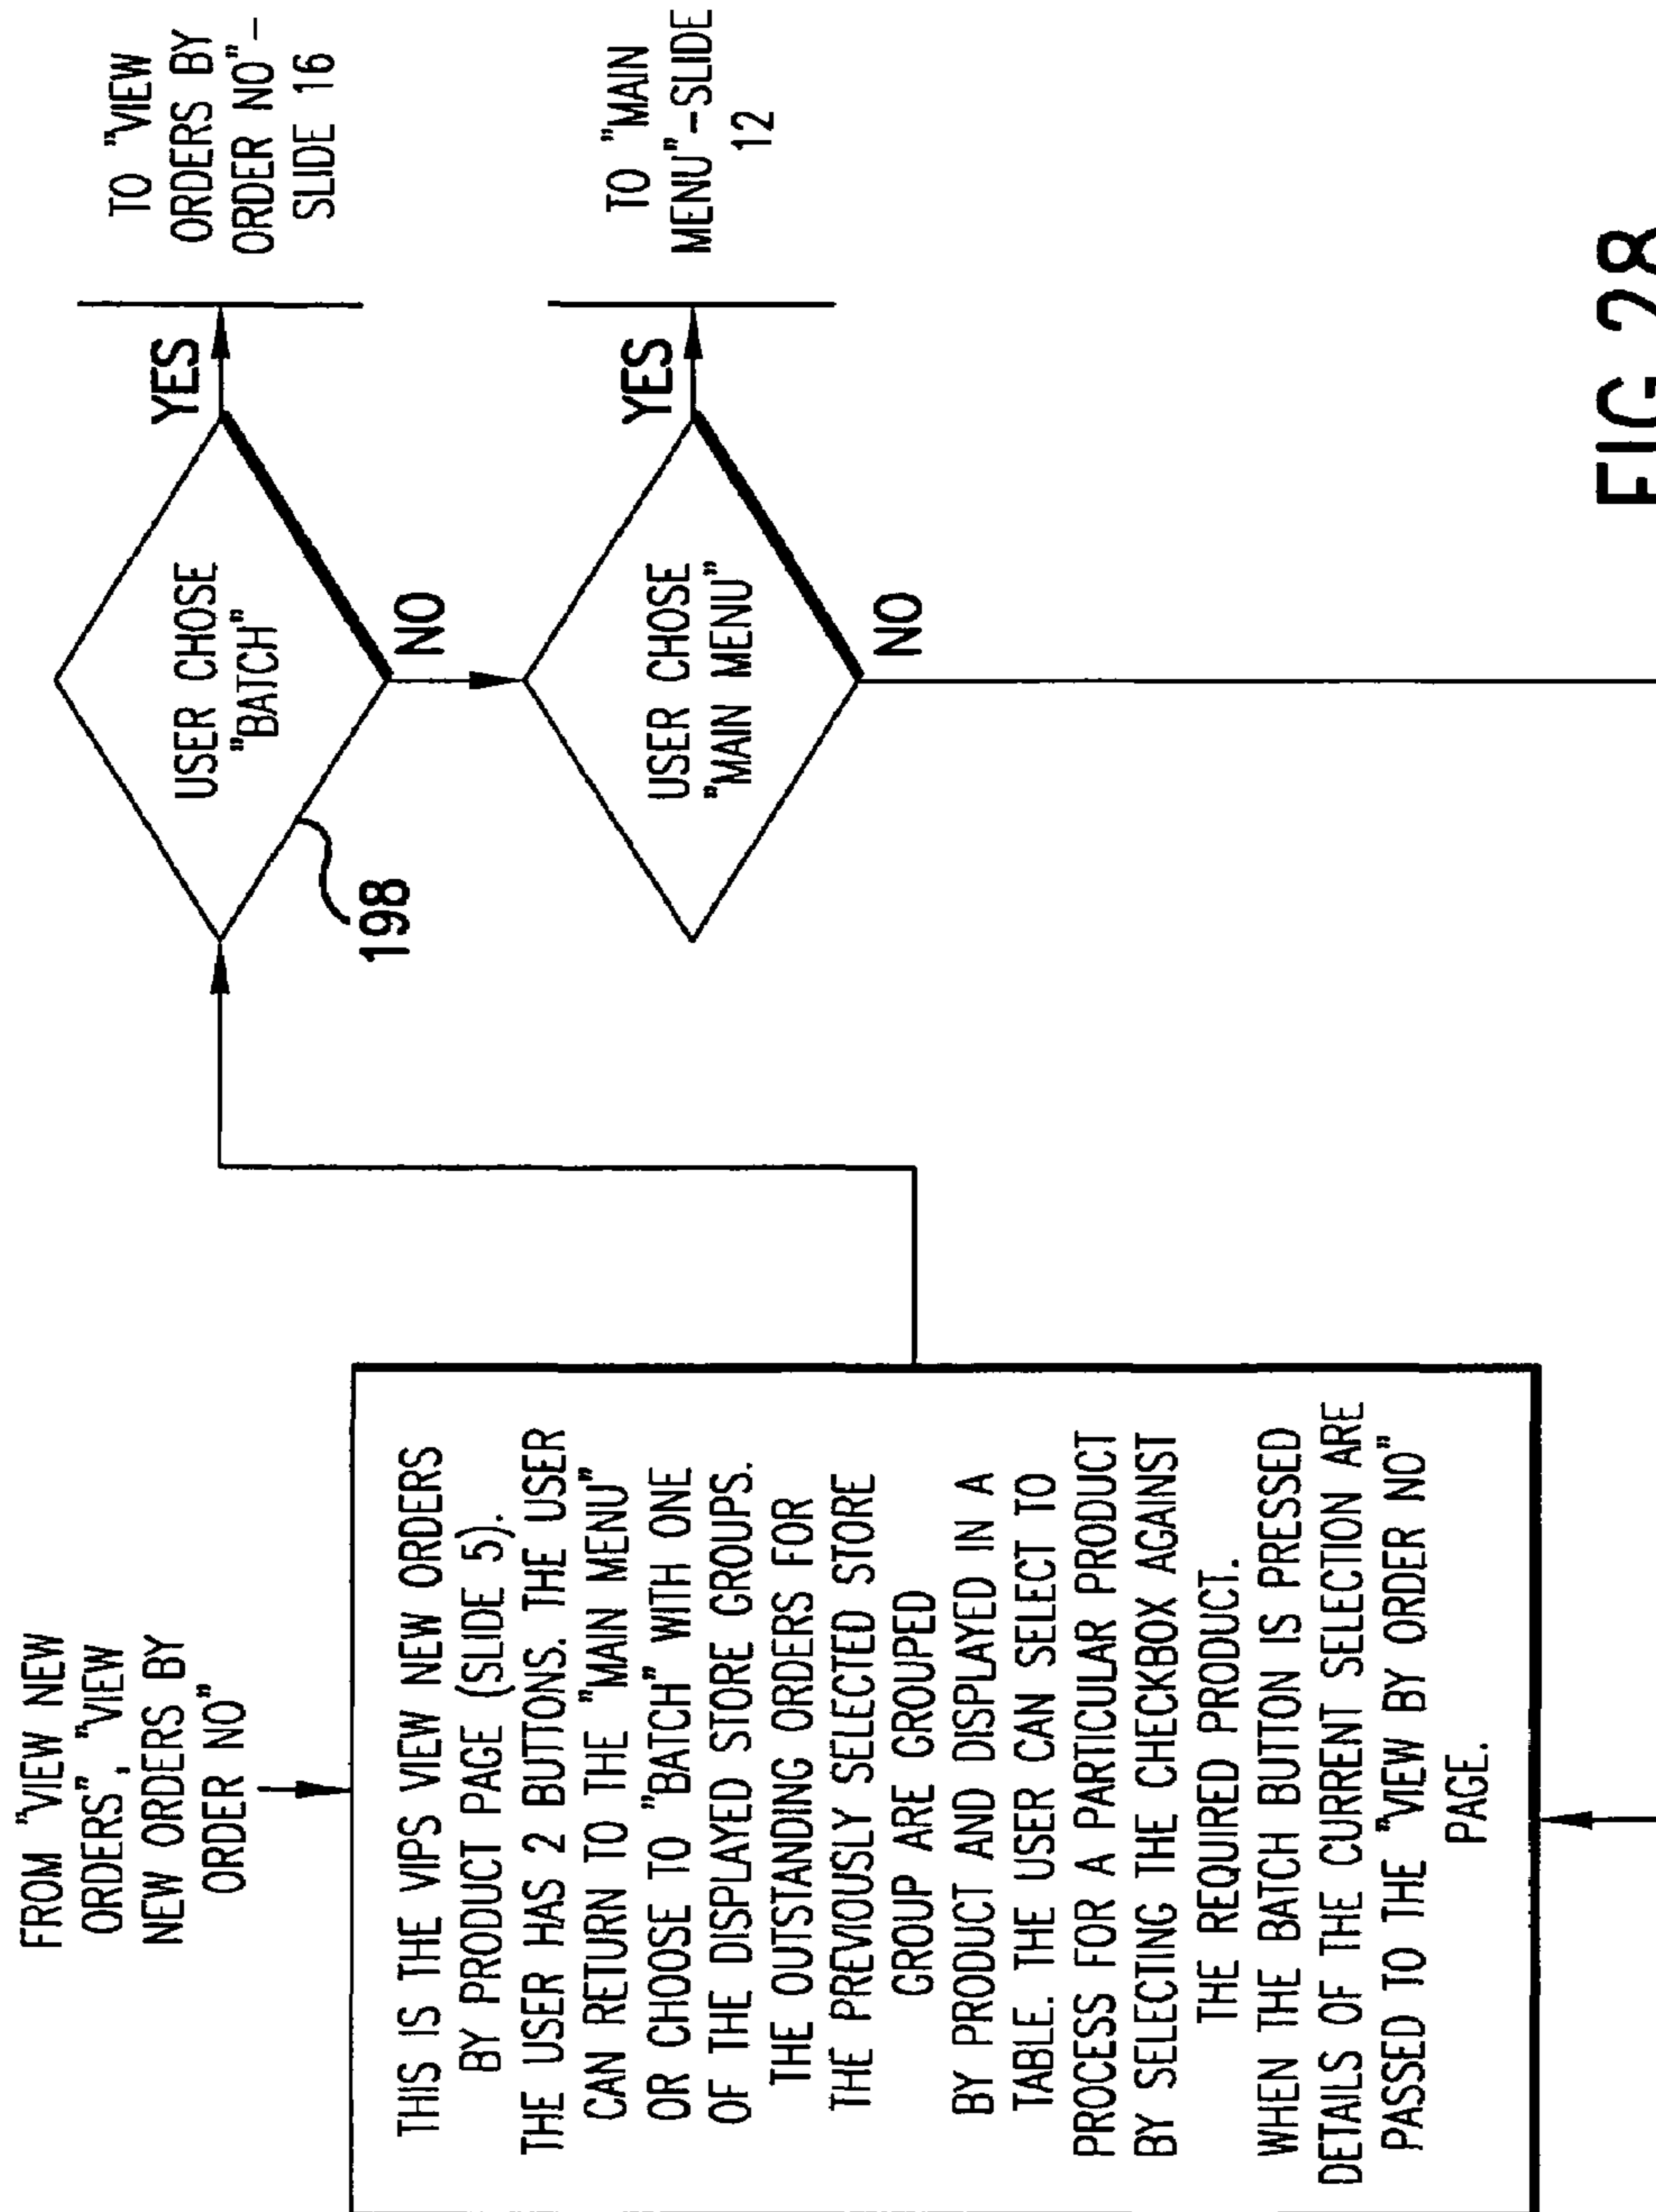 FROM "VIEW NEW
ORDERS", "VIEW
NEW ORDERS BY
ORDER NO"
THIS IS THE VIPS VIEW NEW ORDERS
BY PRODUCT PAGE (SLIDE 5).
THE USER HAS 2 BUTTONS. THE USER
CAN RETURN TO THE "MAIN MENU"
OR CHOOSE TO "BATCH" WITH ONE
OF THE DISPLAYED STORE GROUPS.
THE OUTSTANDING ORDERS FOR
THE PREVIOUSLY SELECTED STORE
GROUP ARE GROUPED
BY PRODUCT AND DISPLAYED IN A
TABLE. THE USER CAN SELECT TO
PROCESS FOR A PARTICULAR PRODUCT
BY SELECTING THE CHECKBOX AGAINST
THE REQUIRED PRODUCT.
WHEN THE BATCH BUTTON IS PRESSED
DETAILS OF THE CURRENT SELECTION ARE
PASSED TO THE "VIEW BY ORDER NO"
PAGE.
USER CHOSE
"BATCH"
198
YES
NO
TO "VIEW
ORDERS BY
ORDER NO"-
SLIDE 16
USER CHOSE
"MAIN MENU"
YES
NO
TO "MAIN
MENU"-SLIDE
12
FIG 28